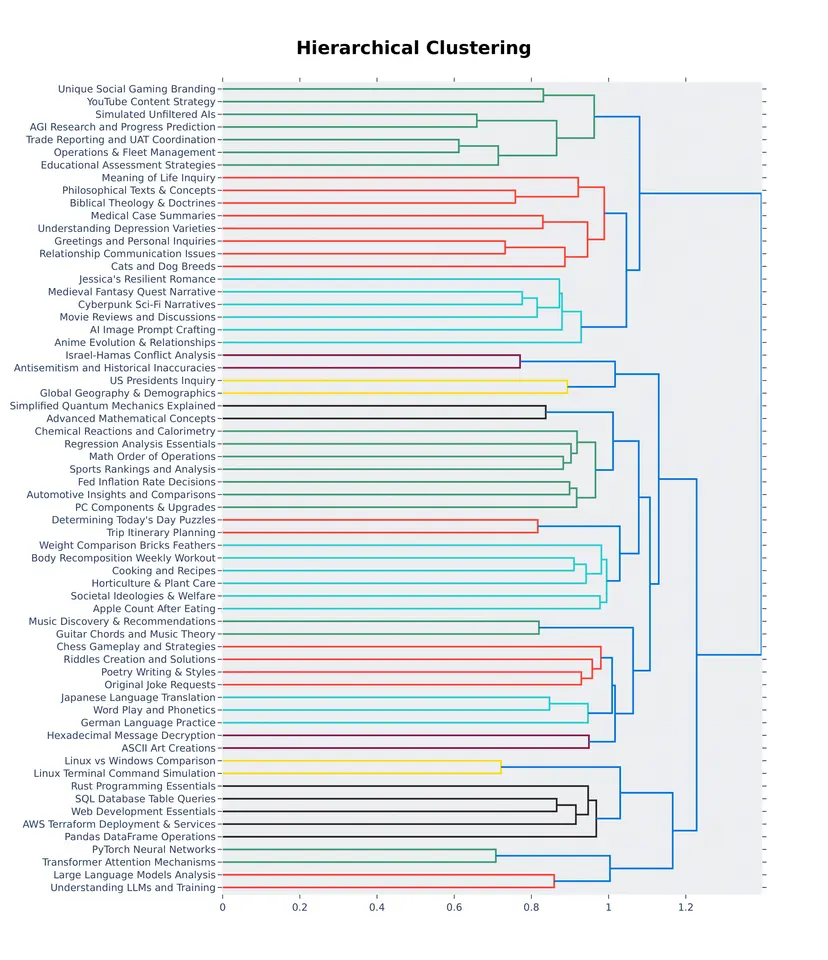 Hierarchical Clustering
Unique Social Gaming Branding
YouTube Content Strategy
Simulated Unfiltered AIs
AGI Research and Progress Prediction
Trade Reporting and UAT Coordination
Operations & Fleet Management
Educational Assessment Strategies
Meaning of Life Inquiry
Philosophical Texts & Concepts
Biblical Theology & Doctrines
Medical Case Summaries
Understanding Depression Varieties
Greetings and Personal Inquiries
Relationship Communication Issues
Cats and Dog Breeds
Jessica's Resilient Romance
Medieval Fantasy Quest Narrative
Cyberpunk Sci-Fi Narratives
Movie Reviews and Discussions
AI Image Prompt Crafting
Anime Evolution & Relationships
Israel-Hamas Conflict Analysis
Antisemitism and Historical Inaccuracies
US Presidents Inquiry
Global Geography & Demographics
Simplified Quantum Mechanics Explained
Advanced Mathematical Concepts
Chemical Reactions and Calorimetry
Regression Analysis Essentials
Math Order of Operations
Sports Rankings and Analysis
Fed Inflation Rate Decisions
Automotive Insights and Comparisons
PC Components & Upgrades
Determining Today's Day Puzzles
Trip Itinerary Planning
Weight Comparison Bricks Feathers
Body Recomposition Weekly Workout
Cooking and Recipes
Horticulture & Plant Care
Societal Ideologies & Welfare
Apple Count After Eating
Music Discovery & Recommendations
Guitar Chords and Music Theory
Chess Gameplay and Strategies
Riddles Creation and Solutions
Poetry Writing & Styles
Original Joke Requests
Japanese Language Translation
Word Play and Phonetics
German Language Practice
Hexadecimal Message Decryption
ASCII Art Creations
Linux vs Windows Comparison
Linux Terminal Command Simulation
Rust Programming Essentials
SQL Database Table Queries
Web Development Essentials
AWS Terraform Deployment & Services
Pandas DataFrame Operations
PyTorch Neural Networks
Transformer Attention Mechanisms
Large Language Models Analysis
Understanding LLMs and Training
0 0.2 0.4 0.6 0.8 1 1.2